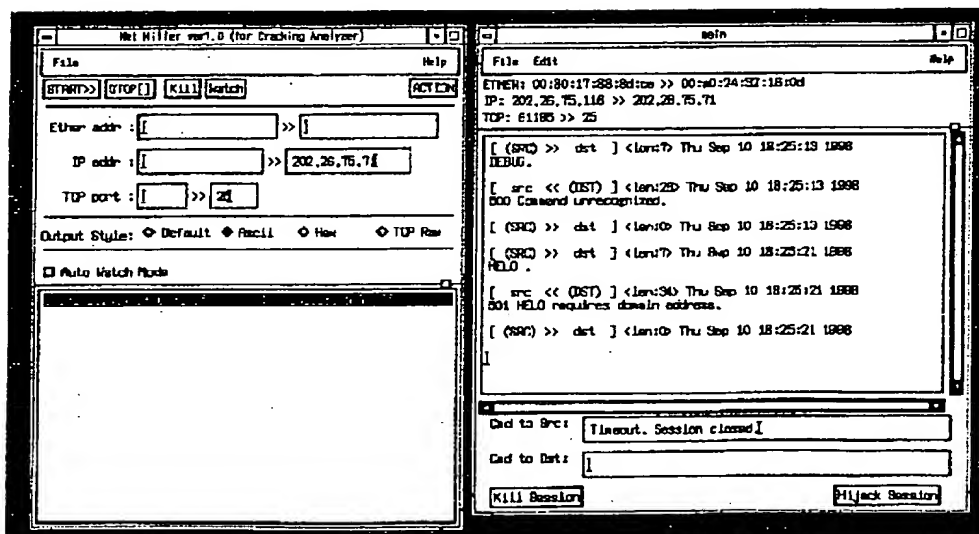 Net Hiller ver1.0 (for Cracking Analyzer)
File Help
START>> STOP[] Kill Watch ACTION
Ether addr : >>
IP addr : >> 202.26.75.71
TCP port : >> 25
Output Style: Default Ascii Hex TCP Raw
Auto Watch Mode
main
File Edit Help
ETHER: 00:80:17:88:8d:ce >> 00:a0:24:92:18:0d
IP: 202.26.75.116 >> 202.26.75.71
TCP: 61185 >> 25
[ (SRC) >> dst ] <len:7> Thu Sep 10 18:25:13 1998
DEBUG.
[ src << (DST) ] <len:26> Thu Sep 10 18:25:13 1998
500 Command unrecognized.
[ (SRC) >> dst ] <len:0> Thu Sep 10 18:25:13 1998
[ (SRC) >> dst ] <len:7> Thu Sep 10 18:25:21 1998
HELO .
[ src << (DST) ] <len:34> Thu Sep 10 18:25:21 1998
501 HELO requires domain address.
[ (SRC) >> dst ] <len:0> Thu Sep 10 18:25:21 1998
Cmd to Src: Timeout. Session closed.
Cmd to Dst:
Kill Session Hijack Session